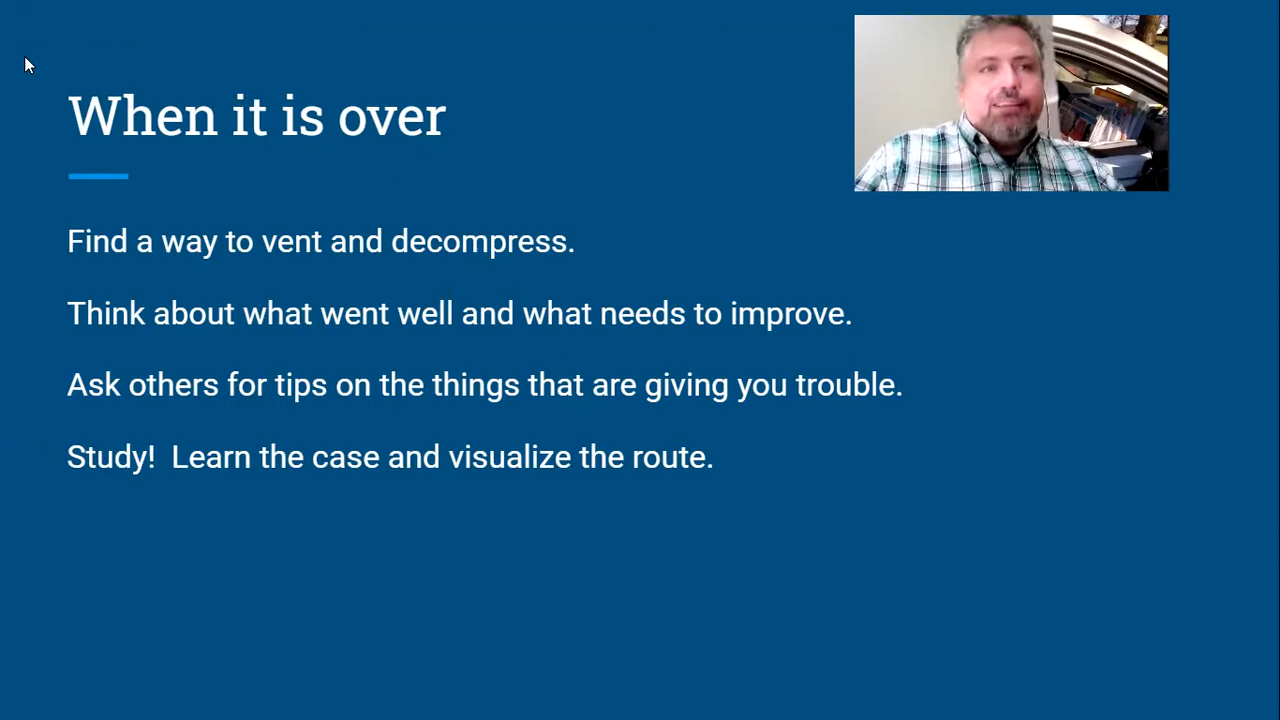 When it is over
Find a way to vent and decompress.
Think about what went well and what needs to improve.
Ask others for tips on the things that are giving you trouble.
Study!  Learn the case and visualize the route.